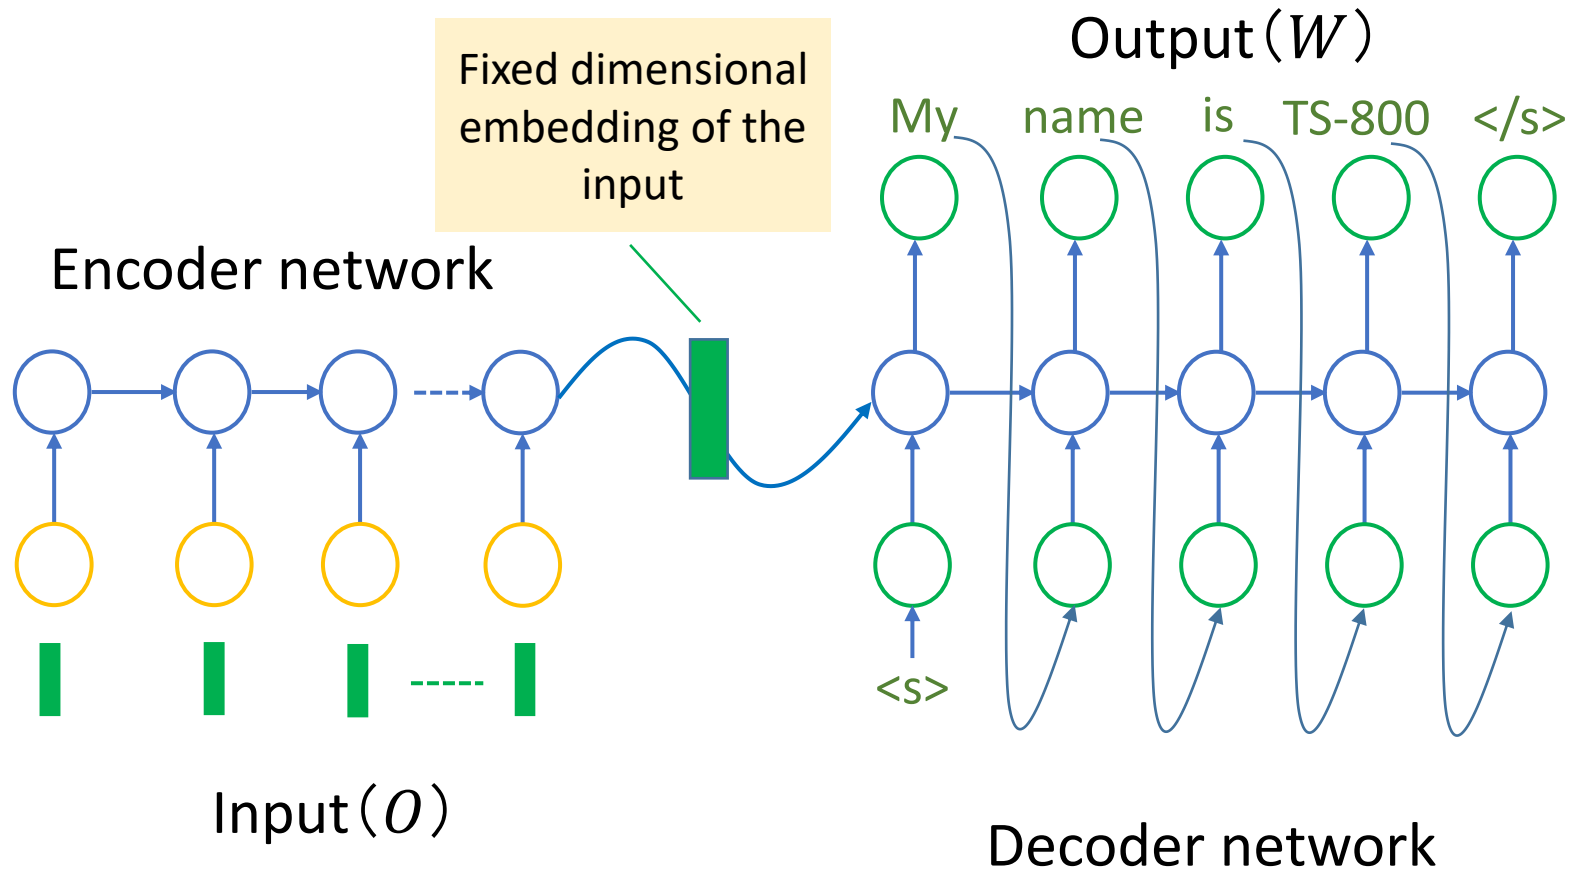 Output(W)
Fixed dimensional
embedding of the
input
My name is TS-800 </s>
Encoder network
<s>
Input(O)
Decoder network